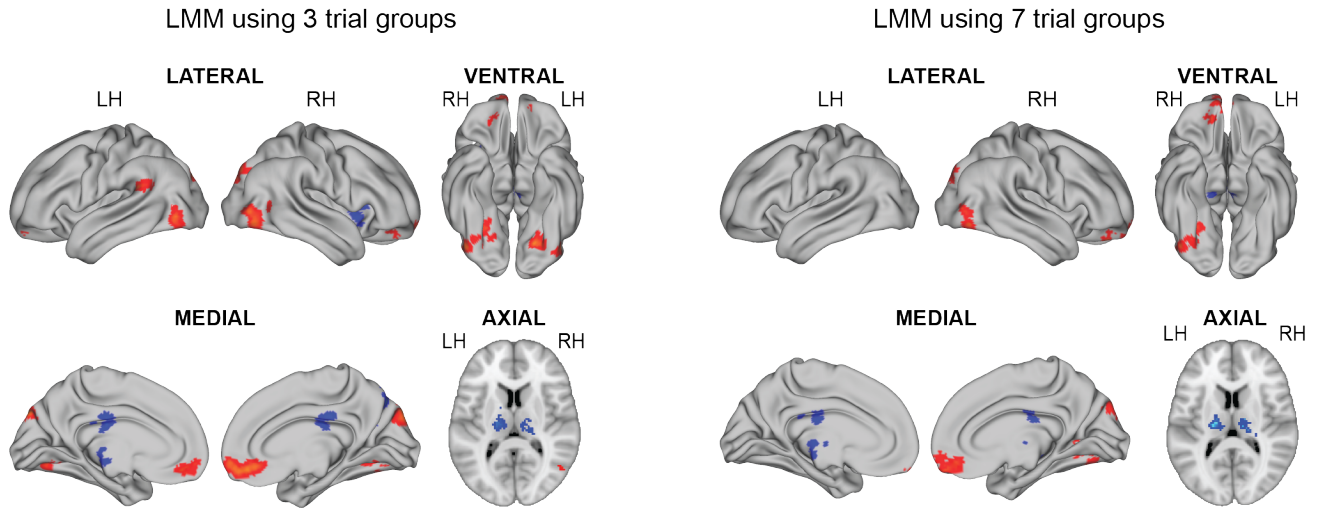 LMM using 3 trial groups
LATERAL
VENTRAL
LH
RH
RH
LH
MEDIAL
AXIAL
LH
RH
LMM using 7 trial groups
LATERAL
VENTRAL
LH
RH
RH
LH
MEDIAL
AXIAL
LH
RH